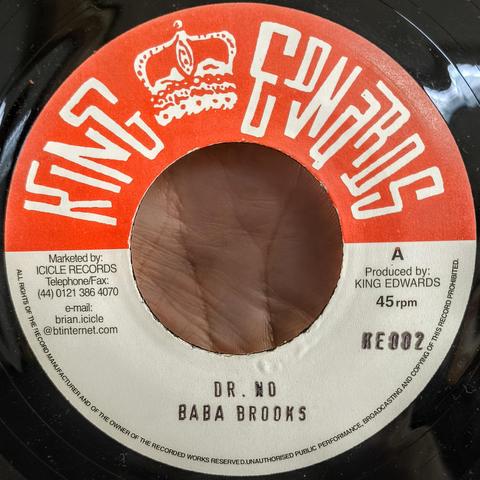 KING EDWARDS
Marketed by:
ICICLE RECORDS
Telephone/Fax:
(44) 0121 386 4070
e-mail:
brian.icicle
@btinternet.com
A
Produced by:
KING EDWARDS
45 rpm
KE002
DR. NO
BABA BROOKS
ALL RIGHTS OF THE RECORD MANUFACTURER AND OF THE OWNER OF THE RECORDED WORKS RESERVED.UNAUTHORISED PUBLIC PERFORMANCE, BROADCASTING AND COPYING OF THIS RECORD PROHIBITED.